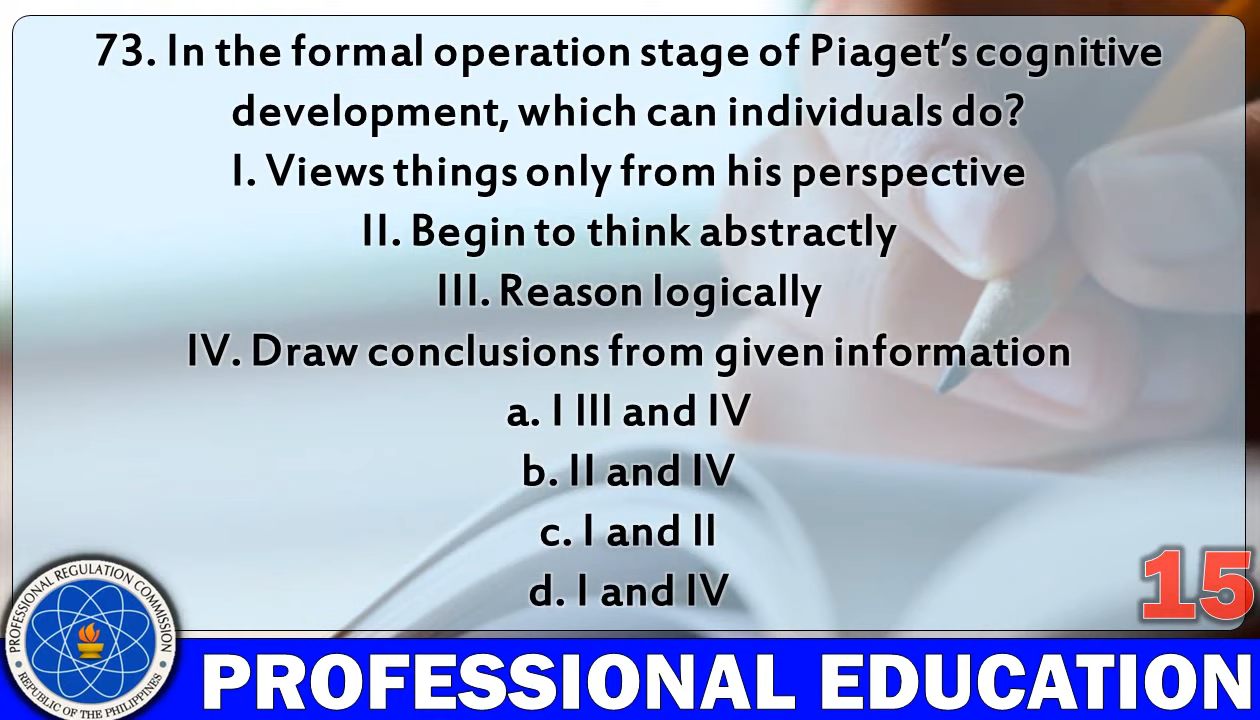 73. In the formal operation stage of Piaget's cognitive
development, which can individuals do?
I. Views things only from his perspective
II. Begin to think abstractly
III. Reason logically
IV. Draw conclusions from given information
a. I III and IV
b. II and IV
c. I and II
d. I and IV
15
PROFESSIONAL REGULATION COMMISSION
REPUBLIC OF THE PHILIPPINES
PROFESSIONAL EDUCATION